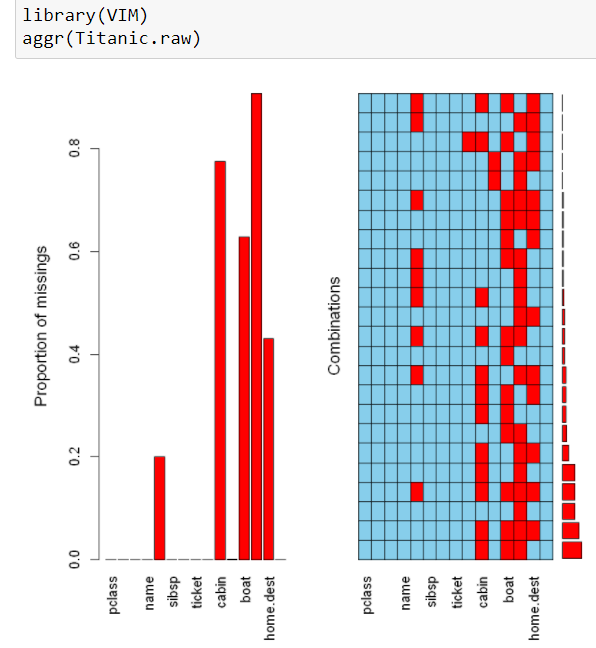 library(VIM)
aggr(Titanic.raw)
Proportion of missings
0.0
0.2
0.4
0.6
0.8
pclass
name
sibsp
ticket
cabin
boat
home.dest
Combinations
pclass
name
sibsp
ticket
cabin
boat
home.dest